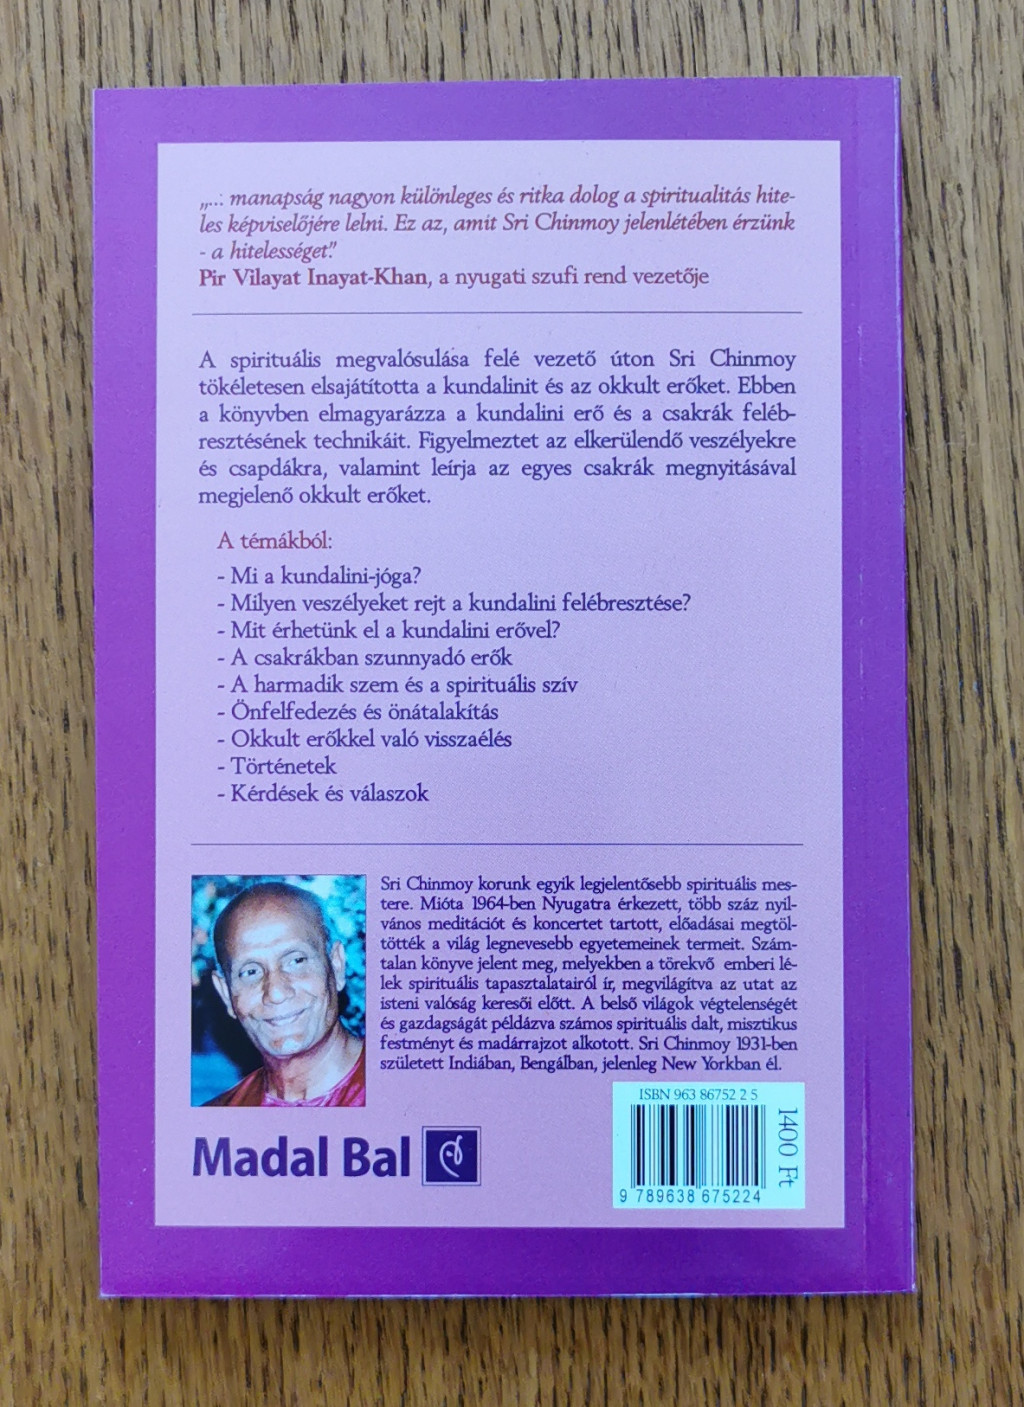 „... manapság nagyon különleges és ritka dolog a spiritualitás hite-
les képviselőjére lelni. Ez az, amit Sri Chinmoy jelenlétében érzünk
- a hitelességet."
Pir Vilayat Inayat-Khan, a nyugati szufi rend vezetője
A spirituális megvalósulása felé vezető úton Sri Chinmoy
tökéletesen elsajátította a kundalinit és az okkult erőket. Ebben
a könyvben elmagyarázza a kundalini erő és a csakrák feléb-
resztésének technikáit. Figyelmeztet az elkerülendő veszélyekre
és csapdákra, valamint leírja az egyes csakrák megnyitásával
megjelenő okkult erőket.
A témákból:
- Mi a kundalini-jóga?
- Milyen veszélyeket rejt a kundalini felébresztése?
- Mit érhetünk el a kundalini erővel?
- A csakrákban szunnyadó erők
- A harmadik szem és a spirituális szív
- Önfelfedezés és önátalakítás
- Okkult erőkkel való visszaélés
- Történetek
- Kérdések és válaszok
Sri Chinmoy korunk egyik legjelentősebb spirituális mes-
tere. Mióta 1964-ben Nyugatra érkezett, több száz nyil-
vános meditációt és koncertet tartott, előadásai megtöl-
tötték a világ legnevesebb egyetemeinek termeit. Szám-
talan könyve jelent meg, melyekben a törekvő emberi lé-
lek spirituális tapasztalatairól ír, megvilágítva az utat az
isteni valóság keresői előtt. A belső világok végtelenségét
és gazdagságát példázva számos spirituális dalt, misztikus
festményt és madárrajzot alkotott. Sri Chinmoy 1931-ben
született Indiában, Bengálban, jelenleg New Yorkban él.
Madal Bal
ISBN 963 86752 2 5
9 789638 675224
1400 Ft